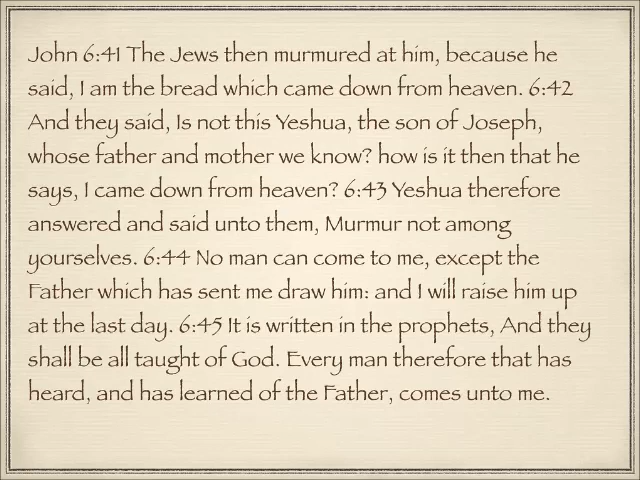 John 6:41 The Jews then murmured at him, because he
said, I am the bread which came down from heaven. 6:42
And they said, Is not this Yeshua, the son of Joseph,
whose father and mother we know? how is it then that he
says, I came down from heaven? 6:43 Yeshua therefore
answered and said unto them, Murmur not among
yourselves. 6:44 No man can come to me, except the
Father which has sent me draw him: and I will raise him up
at the last day. 6:45 It is written in the prophets, And they
shall be all taught of God. Every man therefore that has
heard, and has learned of the Father, comes unto me.